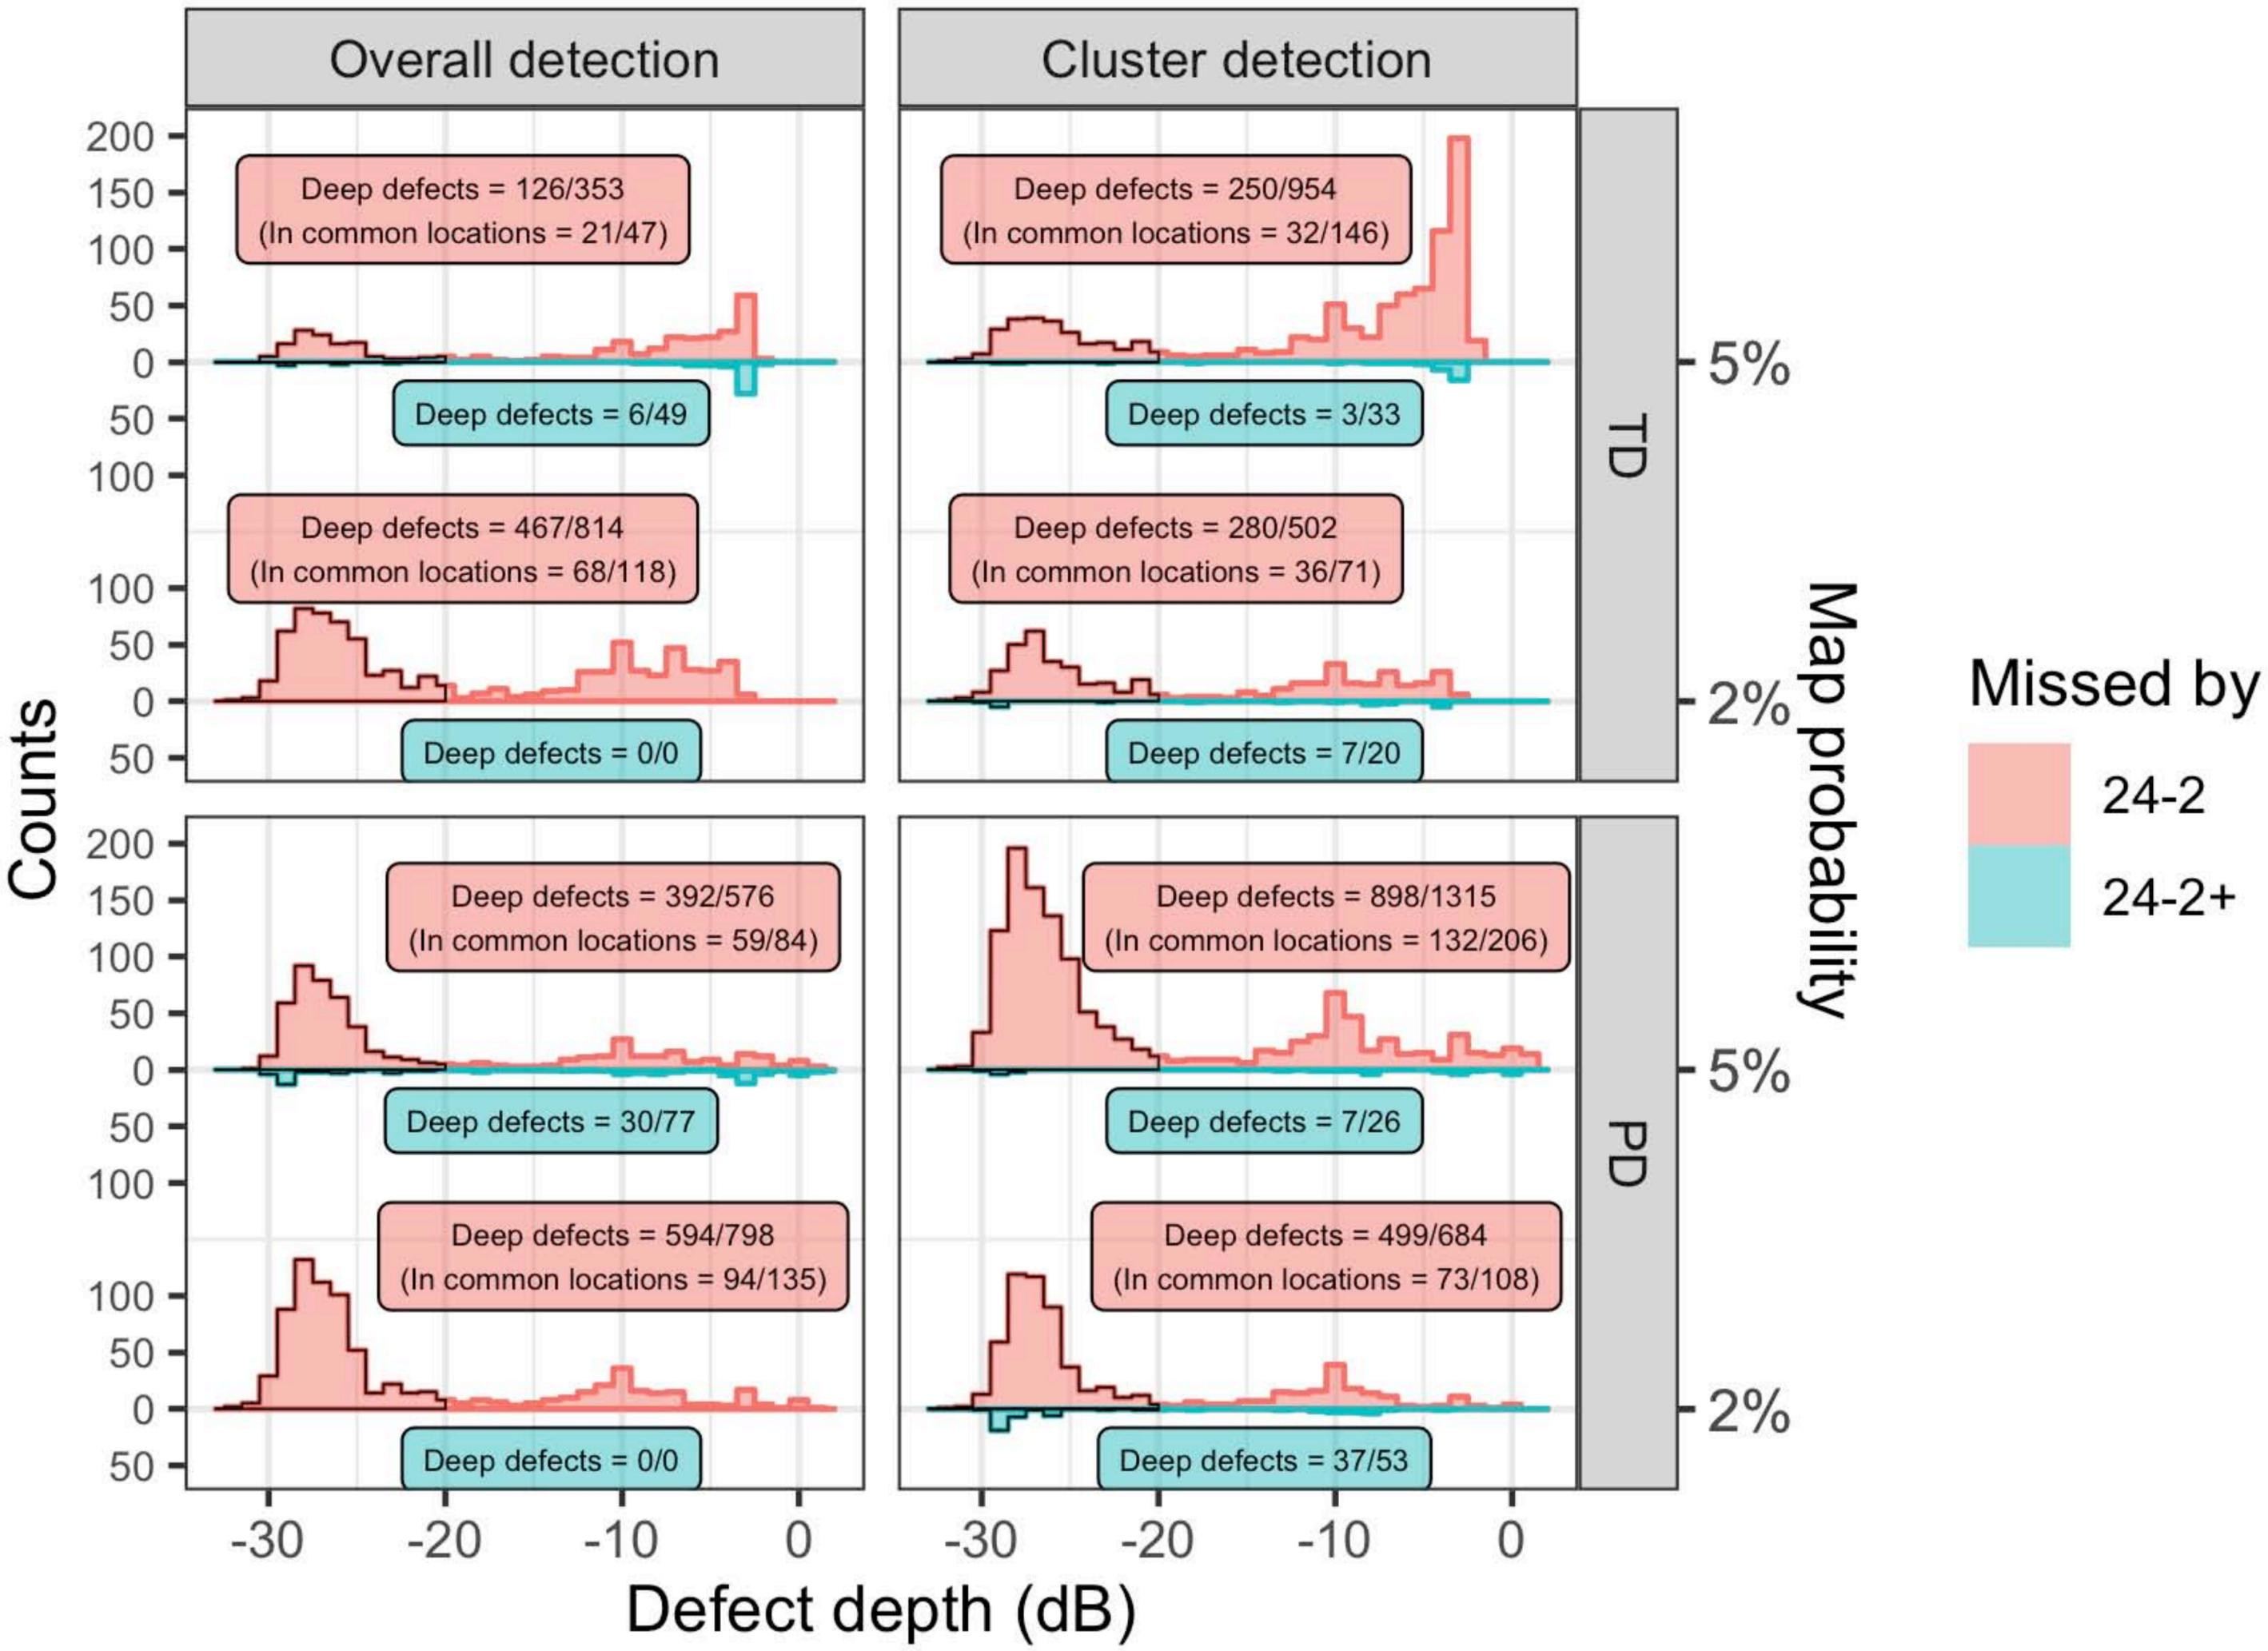 Overall detection
Cluster detection
200
150
100
50
0
50
100
100
50
0
50
Deep defects = 126/353
(In common locations = 21/47)
Deep defects = 6/49
Deep defects = 467/814
(In common locations = 68/118)
Deep defects = 0/0
Deep defects = 250/954
(In common locations = 32/146)
Deep defects = 3/33
Deep defects = 280/502
(In common locations = 36/71)
Deep defects = 7/20
TD
5%
2%
200
150
100
50
0
50
100
100
50
0
50
Deep defects = 392/576
(In common locations = 59/84)
Deep defects = 30/77
Deep defects = 594/798
(In common locations = 94/135)
Deep defects = 0/0
Deep defects = 898/1315
(In common locations = 132/206)
Deep defects = 7/26
Deep defects = 499/684
(In common locations = 73/108)
Deep defects = 37/53
PD
5%
2%
Counts
Map probability
-30 -20 -10 0
-30 -20 -10 0
Defect depth (dB)
Missed by
24-2
24-2+